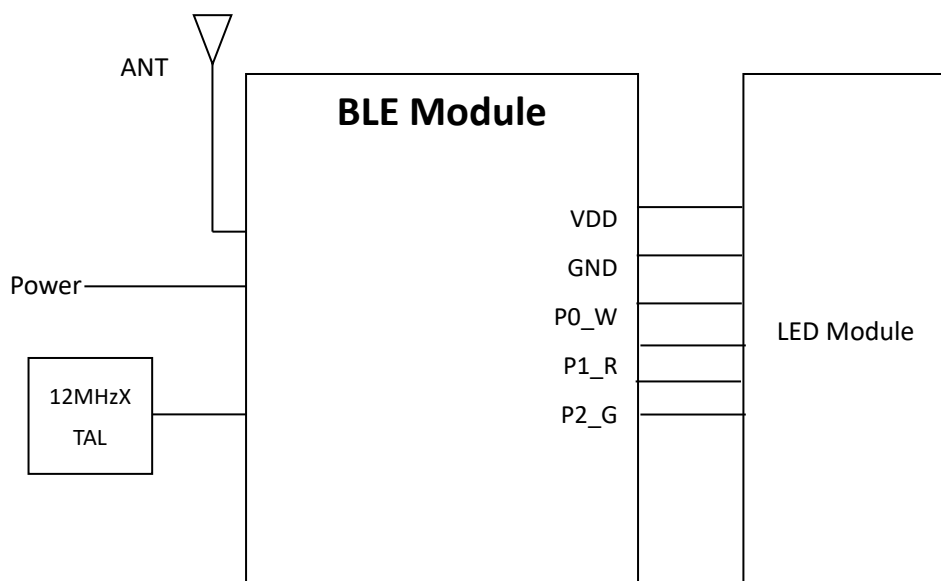 ANT
BLE Module
VDD
GND
Power
P0_W
LED Module
P1_R
12MHzX
TAL
P2_G